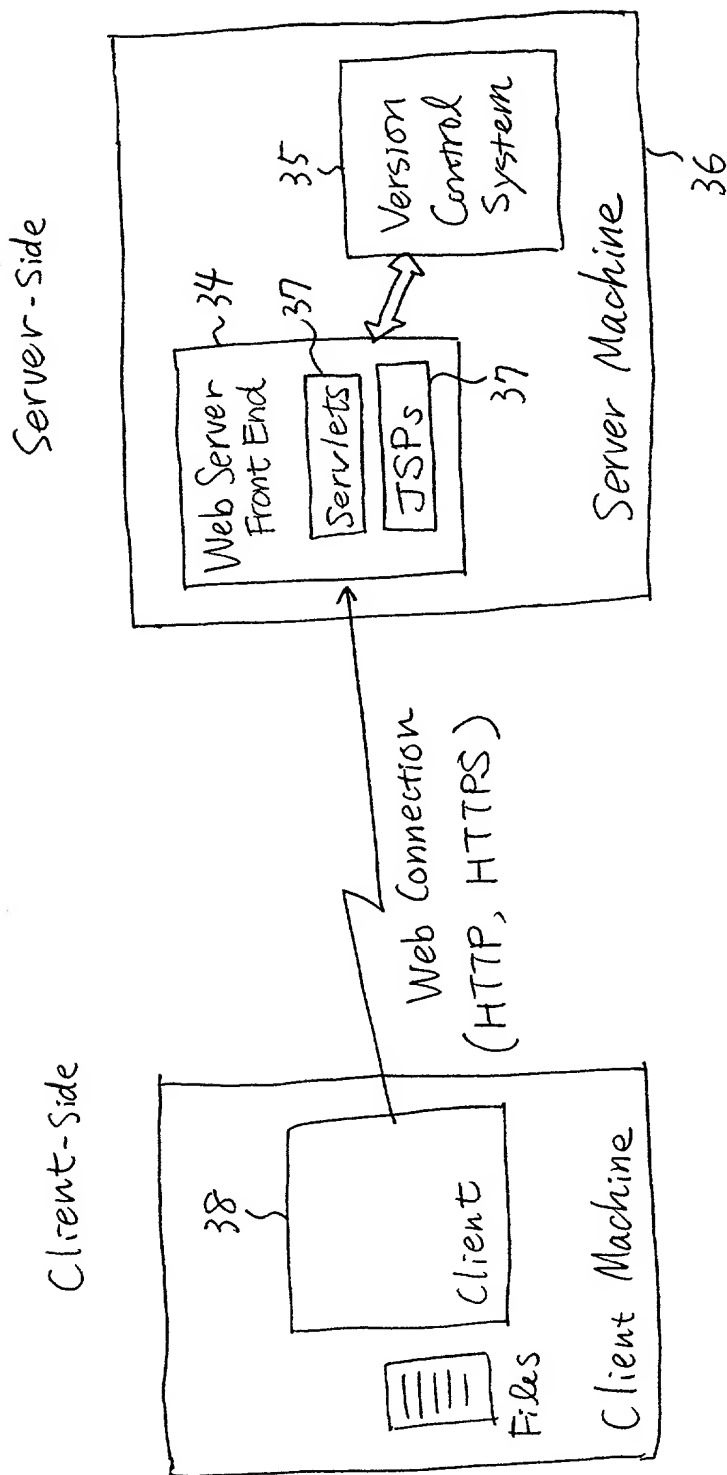 Client-Side
38
Client
Files
Client Machine
Web Connection
(HTTP, HTTPS)
Server-Side
34
Web Server
Front End
37
Servlets
JSPs
37
35
Version
Control
System
Server Machine
36